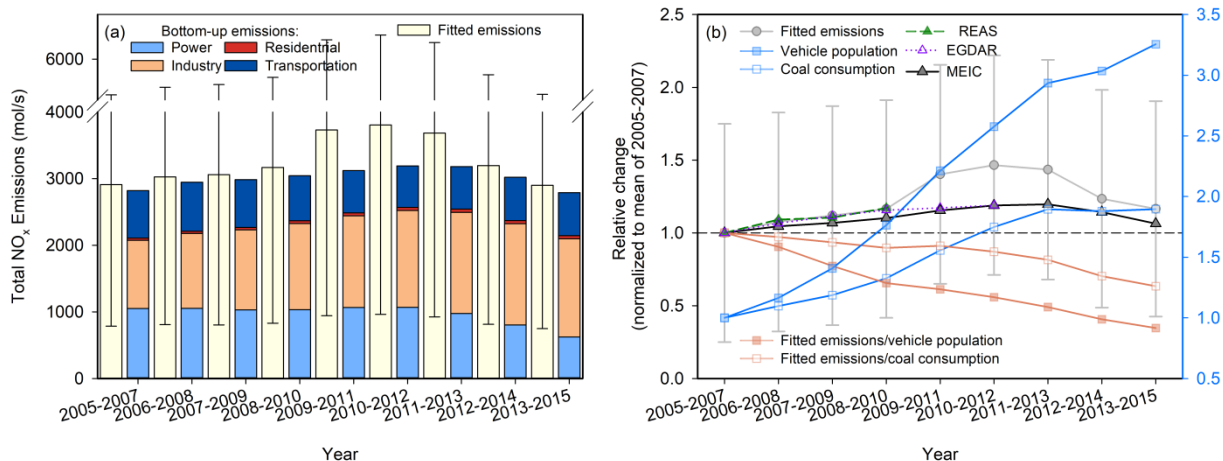 (a)
Bottom-up emissions:
Power
Residentrial
Industry
Transportation
Fitted emissions
Total NOx Emissions (mol/s)
6000
4000
3000
2000
1000
0
2005-2007
2006-2008
2007-2009
2008-2010
2009-2011
2010-2012
2011-2013
2012-2014
2013-2015
Year
(b)
Fitted emissions
Vehicle population
Coal consumption
REAS
EGDAR
MEIC
Relative change
(normalized to mean of 2005-2007)
2.5
2.0
1.5
1.0
0.5
0.0
3.5
3.0
2.5
2.0
1.5
1.0
0.5
Fitted emissions/vehicle population
Fitted emissions/coal consumption
2005-2007
2006-2008
2007-2009
2008-2010
2009-2011
2010-2012
2011-2013
2012-2014
2013-2015
Year